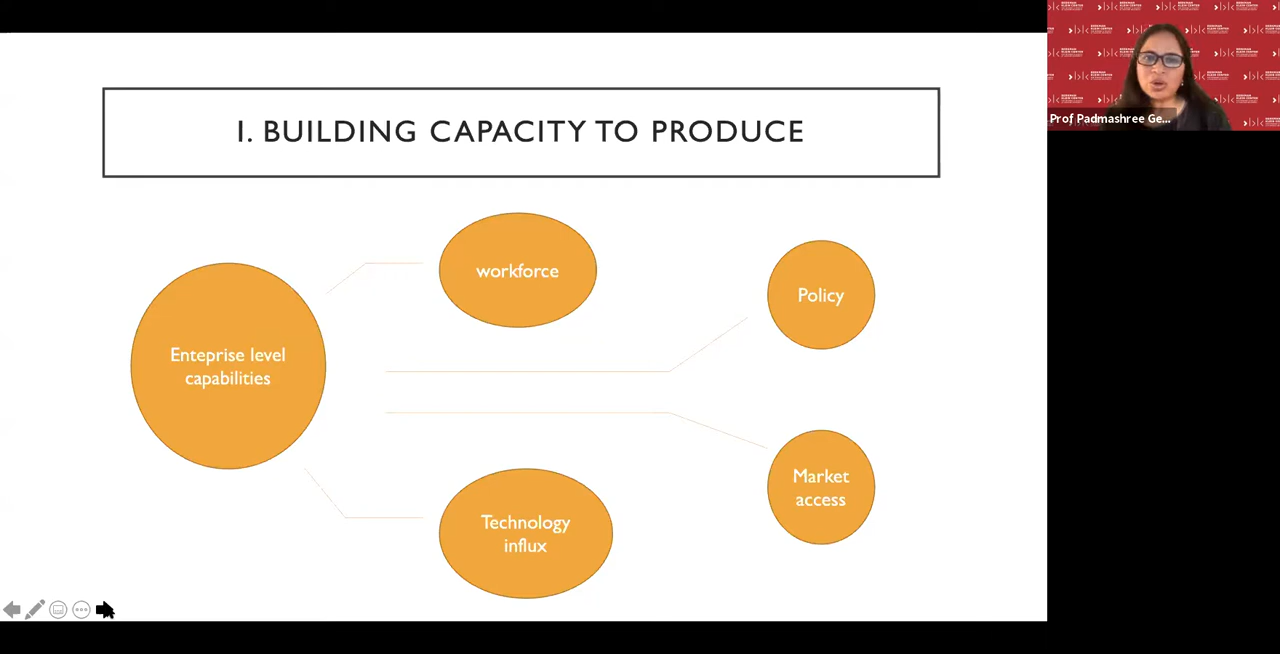 I. BUILDING CAPACITY TO PRODUCE
workforce
Policy
Enteprise level
capabilities
Market
access
Technology
influx
Prof Padmashree Ge...